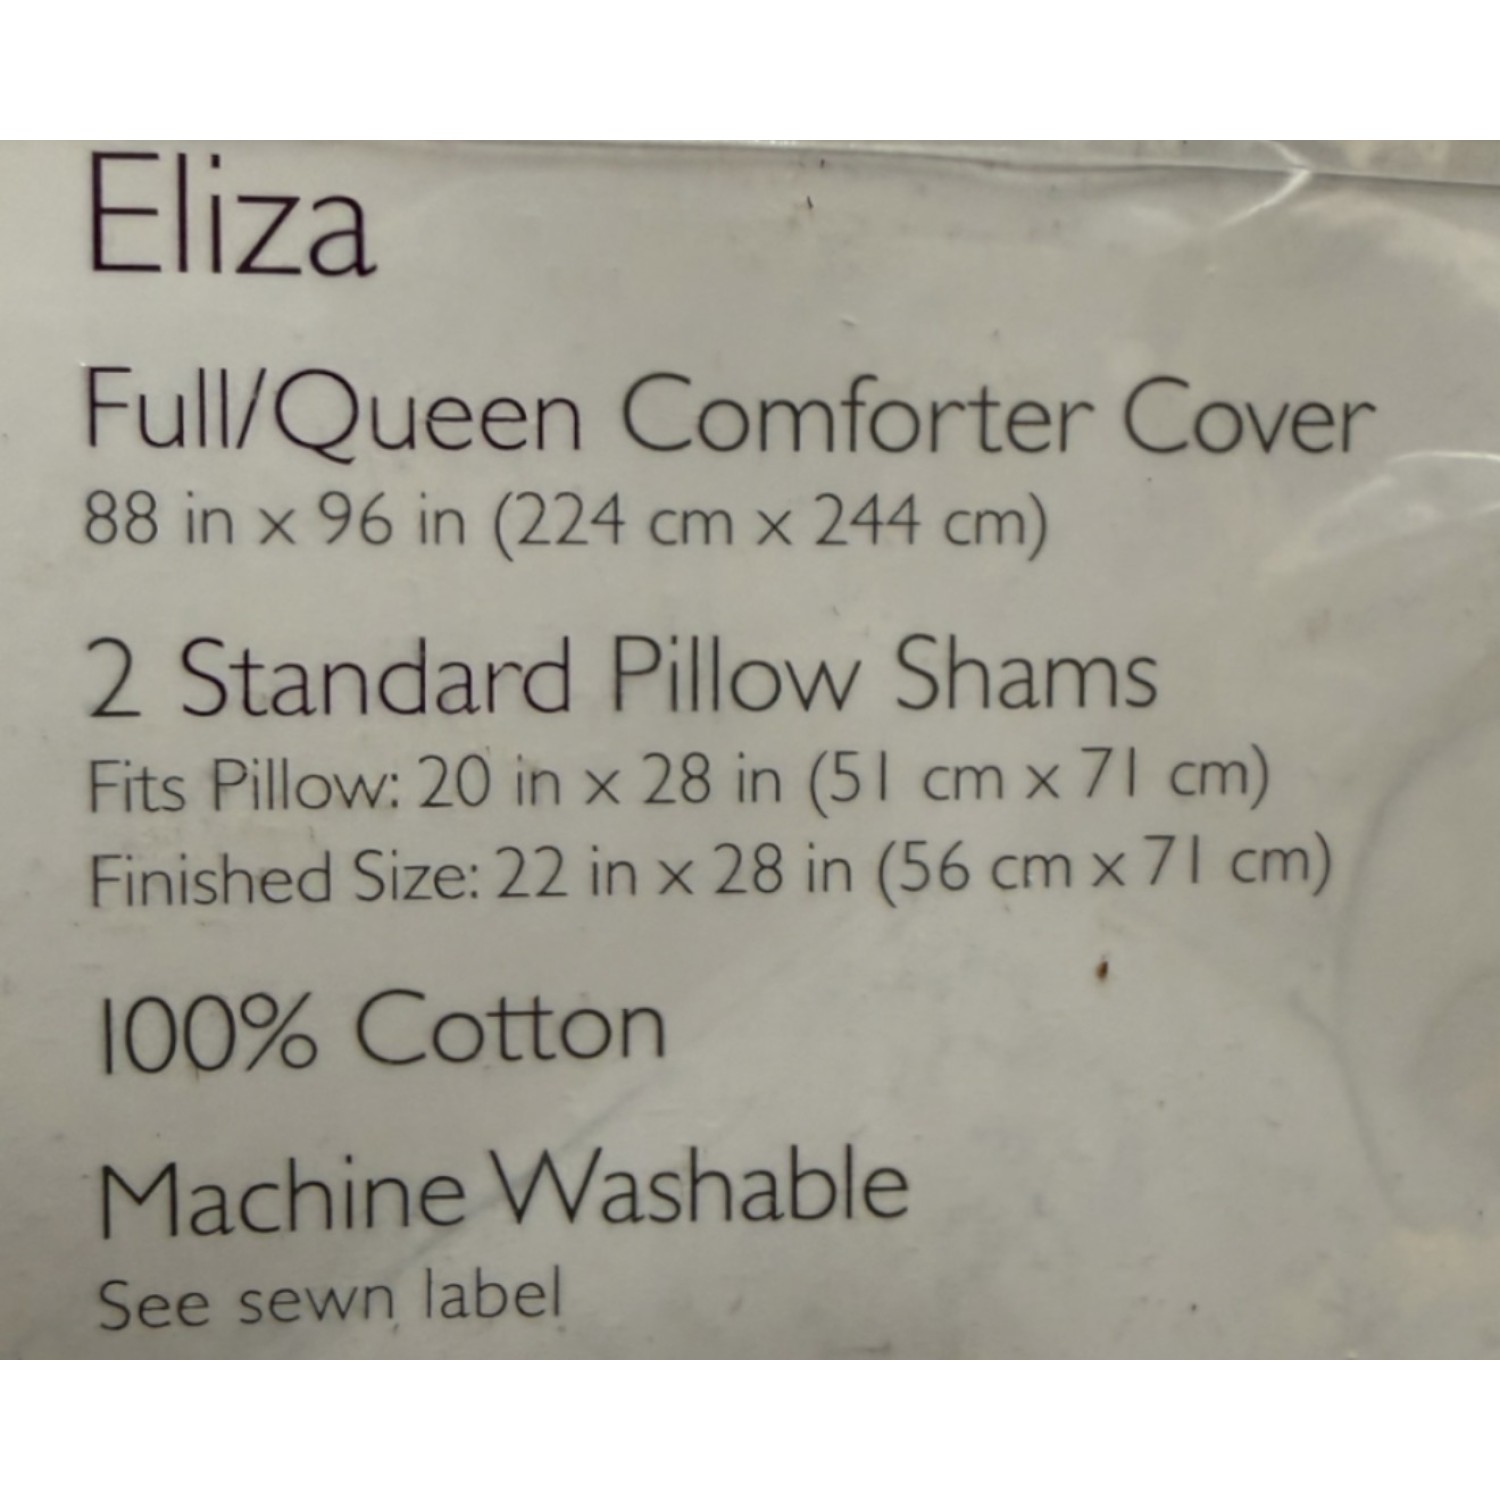 Eliza
Full/Queen Comforter Cover
88 in x 96 in (224 cm x 244 cm)
2 Standard Pillow Shams
Fits Pillow: 20 in x 28 in (51 cm x 71 cm)
Finished Size: 22 in x 28 in (56 cm x 71 cm)
100% Cotton
Machine Washable
See sewn label